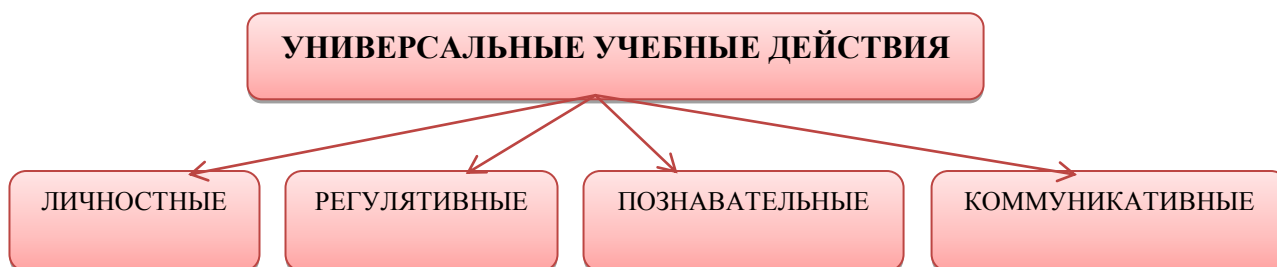 УНИВЕРСАЛЬНЫЕ УЧЕБНЫЕ ДЕЙСТВИЯ
ЛИЧНОСТНЫЕ
РЕГУЛЯТИВНЫЕ
ПОЗНАВАТЕЛЬНЫЕ
КОММУНИКАТИВНЫЕ